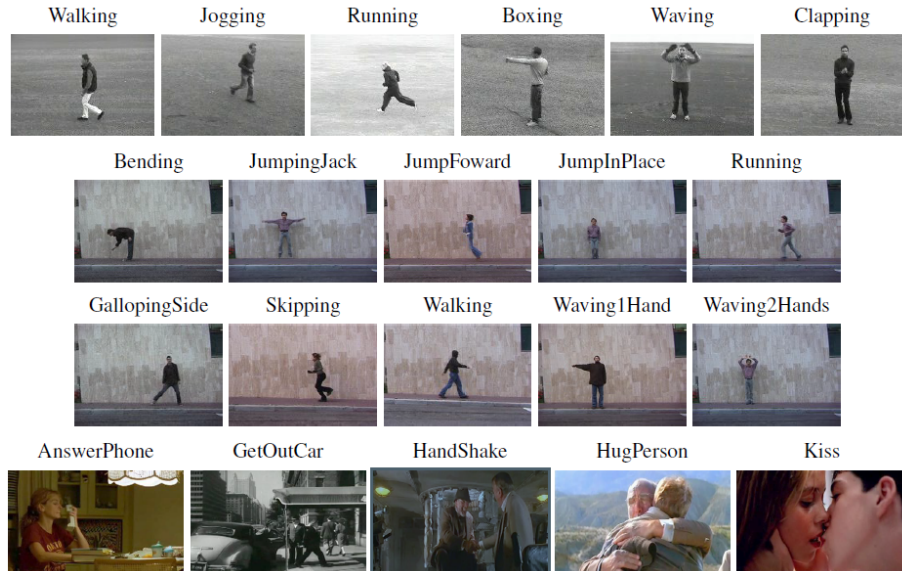 Walking Jogging Running Boxing Waving Clapping
Bending JumpingJack JumpFoward JumpInPlace Running
GallopingSide Skipping Walking Waving1Hand Waving2Hands
AnswerPhone GetOutCar HandShake HugPerson Kiss